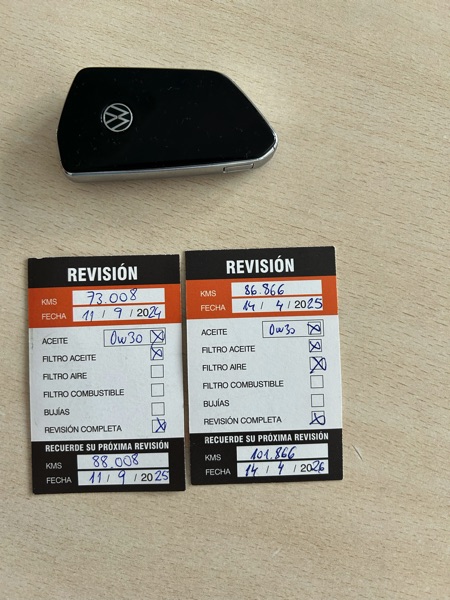 REVISIÓN
KMS 73.008
FECHA 11 / 9 / 2024
ACEITE 0w30
FILTRO ACEITE
FILTRO AIRE
FILTRO COMBUSTIBLE
BUJÍAS
REVISIÓN COMPLETA
RECUERDE SU PRÓXIMA REVISIÓN
KMS 88.008
FECHA 11 / 9 / 2025
REVISIÓN
KMS 86.866
FECHA 14 / 4 / 2025
ACEITE 0w30
FILTRO ACEITE
FILTRO AIRE
FILTRO COMBUSTIBLE
BUJÍAS
REVISIÓN COMPLETA
RECUERDE SU PRÓXIMA REVISIÓN
KMS 101.866
FECHA 14 / 4 / 2026